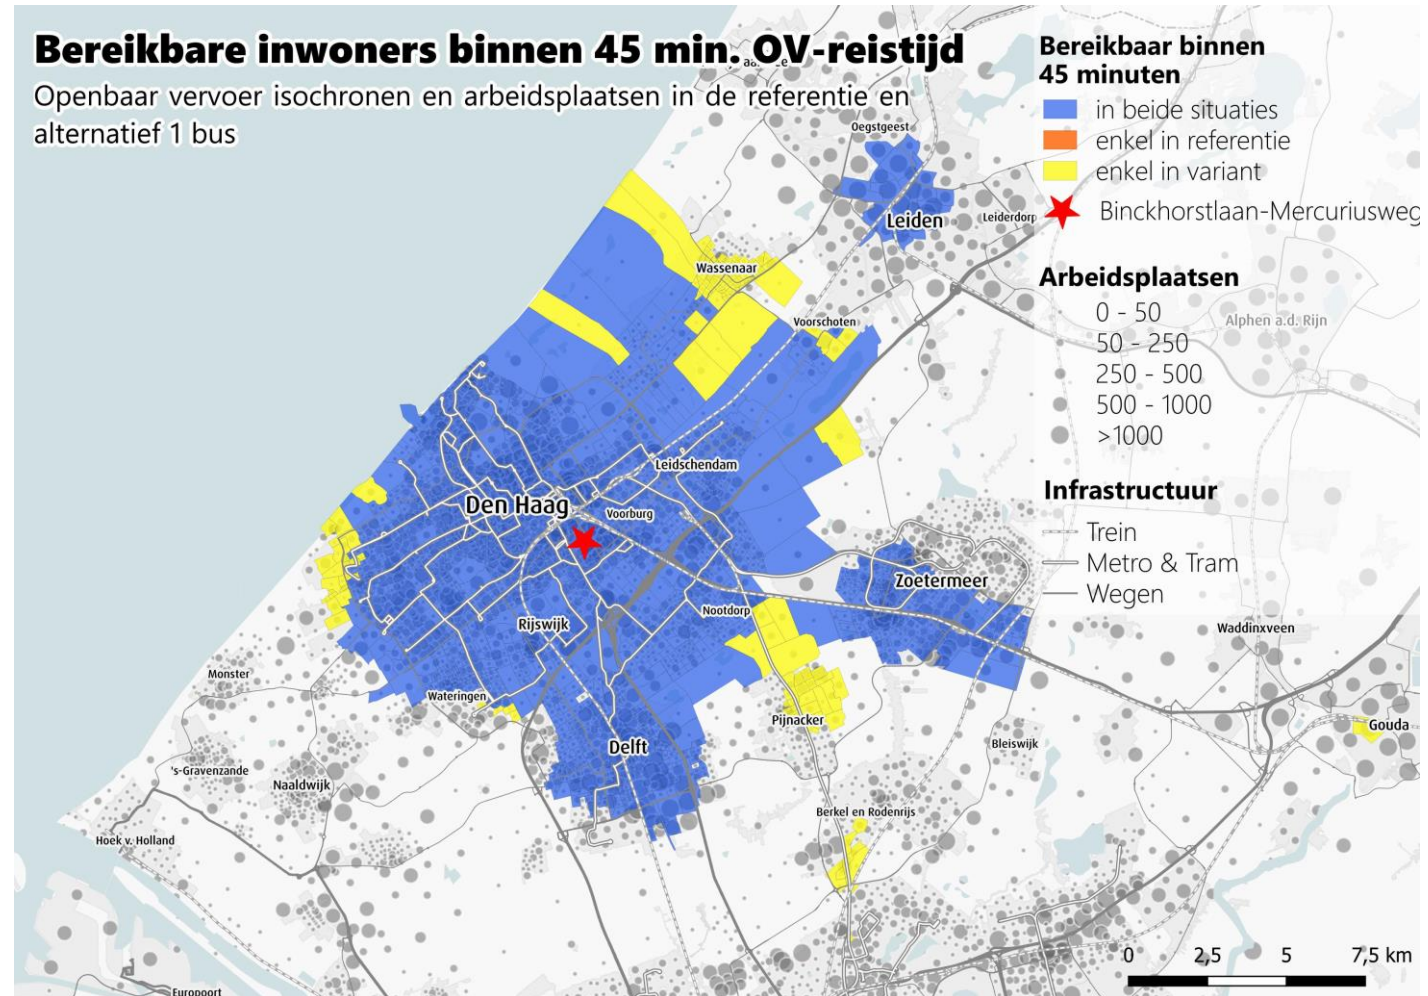 Bereikbare inwoners binnen 45 min. OV-reistijd
Openbaar vervoer isochronen en arbeidsplaatsen in de referentie en
alternatief 1 bus
Bereikbaar binnen
45 minuten
in beide situaties
enkel in referentie
enkel in variant
Binckhorstlaan-Mercuriusweg
Arbeidsplaatsen
0 - 50
50 - 250
250 - 500
500 - 1000
>1000
Infrastructuur
Trein
Metro & Tram
Wegen
Oegstgeest
Leiden
Leiderdorp
Wassenaar
Voorschoten
Alphen a.d. Rijn
Leidschendam
Den Haag
Voorburg
Zoetermeer
Nootdorp
Rijswijk
Waddinxveen
Monster
Wateringen
Pijnacker
Gouda
Delft
Bleiswijk
's-Gravenzande
Naaldwijk
Berkel en Rodenrijs
Hoek v. Holland
Europoort
0 2,5 5 7,5 km